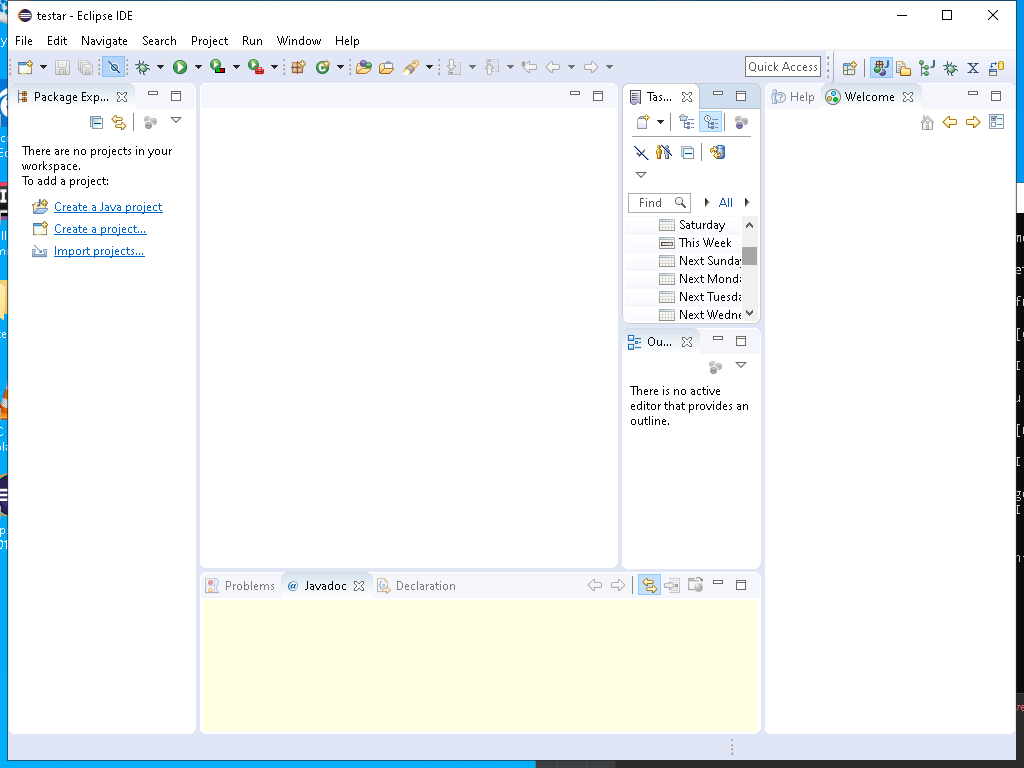 testar - Eclipse IDE
File Edit Navigate Search Project Run Window Help
Quick Access
Package Exp...
There are no projects in your
workspace.
To add a project:
Create a Java project
Create a project...
Import projects...
Tas...
Find
All
Saturday
This Week
Next Sunday
Next Monda
Next Tuesda
Next Wedne
Ou...
There is no active
editor that provides an
outline.
Help
Welcome
Problems
@ Javadoc
Declaration